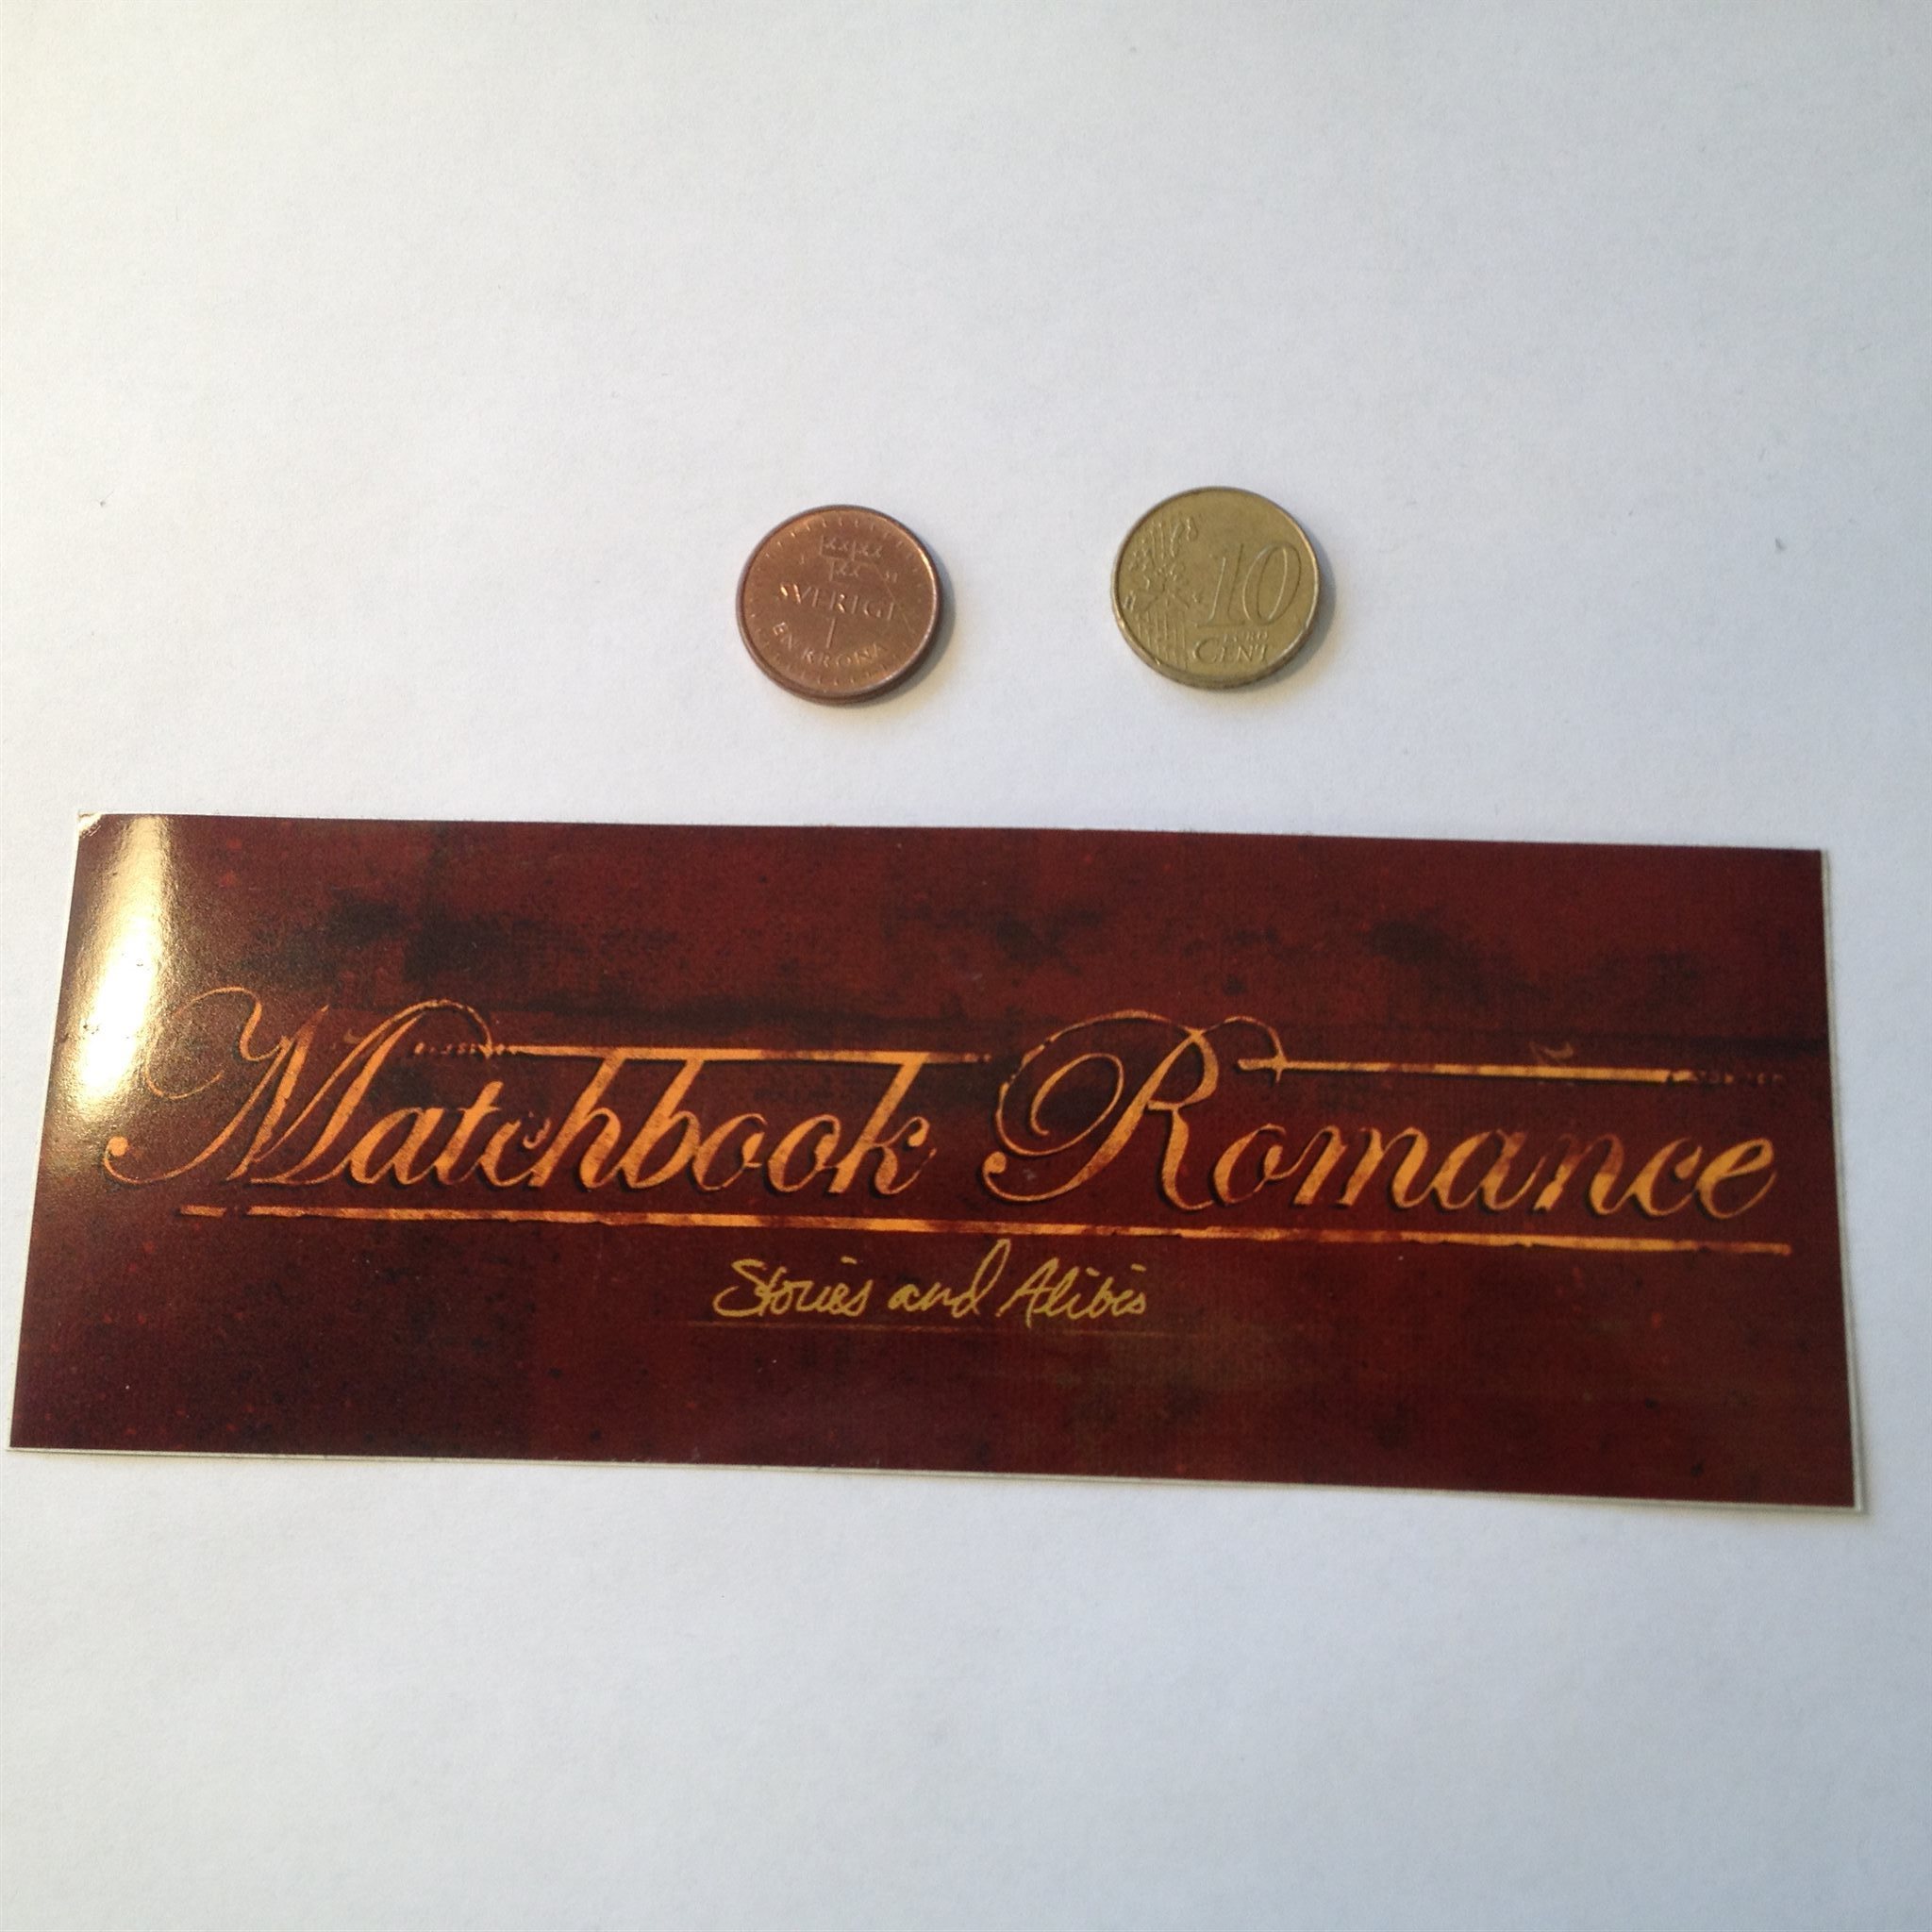 SVERIGE
1
EN KRONA
10
EURO
CENT
Matchbook Romance
Stories and Alibis